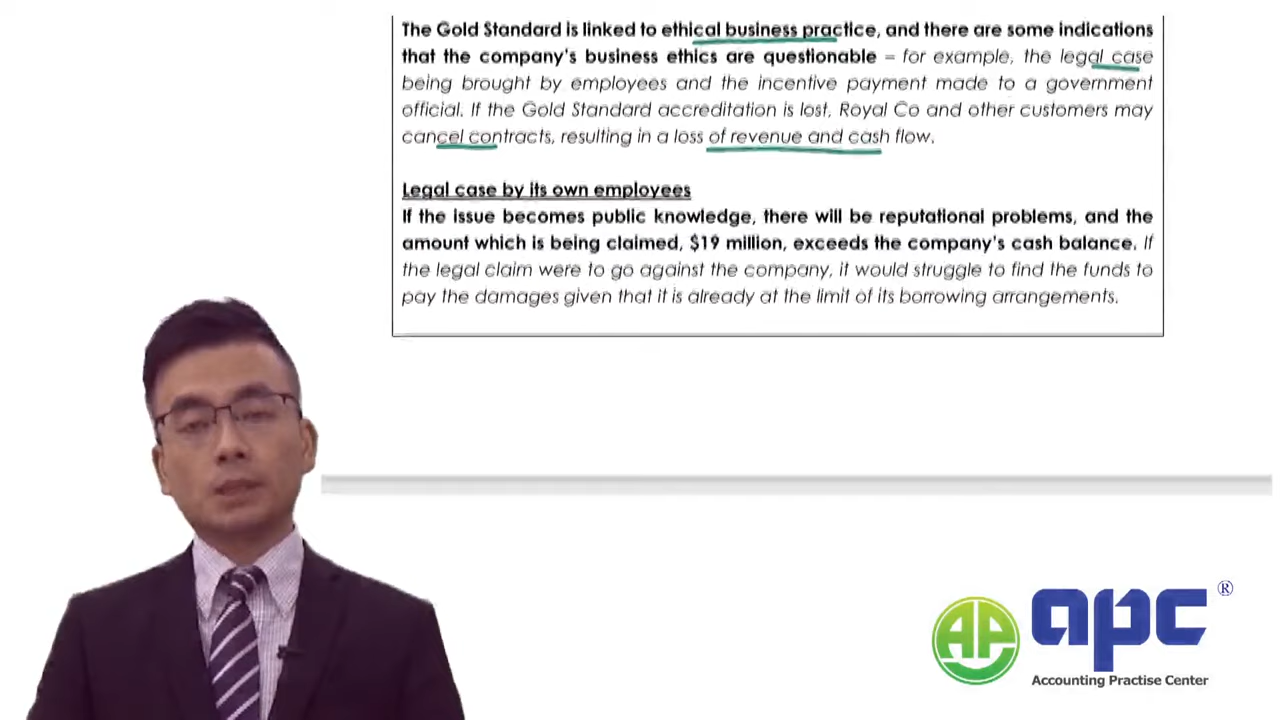 The Gold Standard is linked to ethical business practice, and there are some indications
that the company's business ethics are questionable – for example, the legal case
being brought by employees and the incentive payment made to a government
official. If the Gold Standard accreditation is lost, Royal Co and other customers may
cancel contracts, resulting in a loss of revenue and cash flow.
Legal case by its own employees
If the issue becomes public knowledge, there will be reputational problems, and the
amount which is being claimed, $19 million, exceeds the company's cash balance. If
the legal claim were to go against the company, it would struggle to find the funds to
pay the damages given that it is already at the limit of its borrowing arrangements.
AP apc ®
Accounting Practise Center